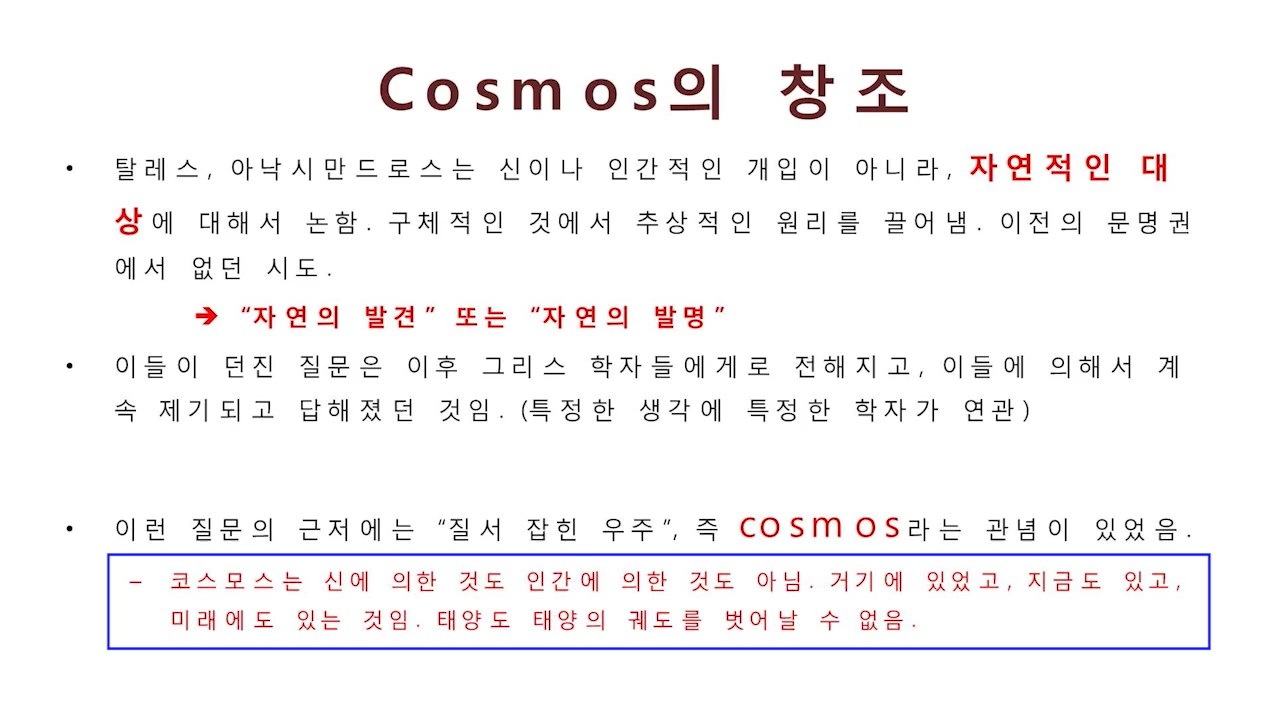 Cosmos의 창조
• 탈레스, 아낙시만드로스는 신이나 인간적인 개입이 아니라, 자연적인 대
상에 대해서 논함. 구체적인 것에서 추상적인 원리를 끌어냄. 이전의 문명권
에서 없던 시도.
➔ “자연의 발견” 또는 “자연의 발명”
• 이들이 던진 질문은 이후 그리스 학자들에게로 전해지고, 이들에 의해서 계
속 제기되고 답해졌던 것임. (특정한 생각에 특정한 학자가 연관)
• 이런 질문의 근저에는 “질서 잡힌 우주”, 즉 cosmos라는 관념이 있었음.
– 코스모스는 신에 의한 것도 인간에 의한 것도 아님. 거기에 있었고, 지금도 있고,
미래에도 있는 것임. 태양도 태양의 궤도를 벗어날 수 없음.